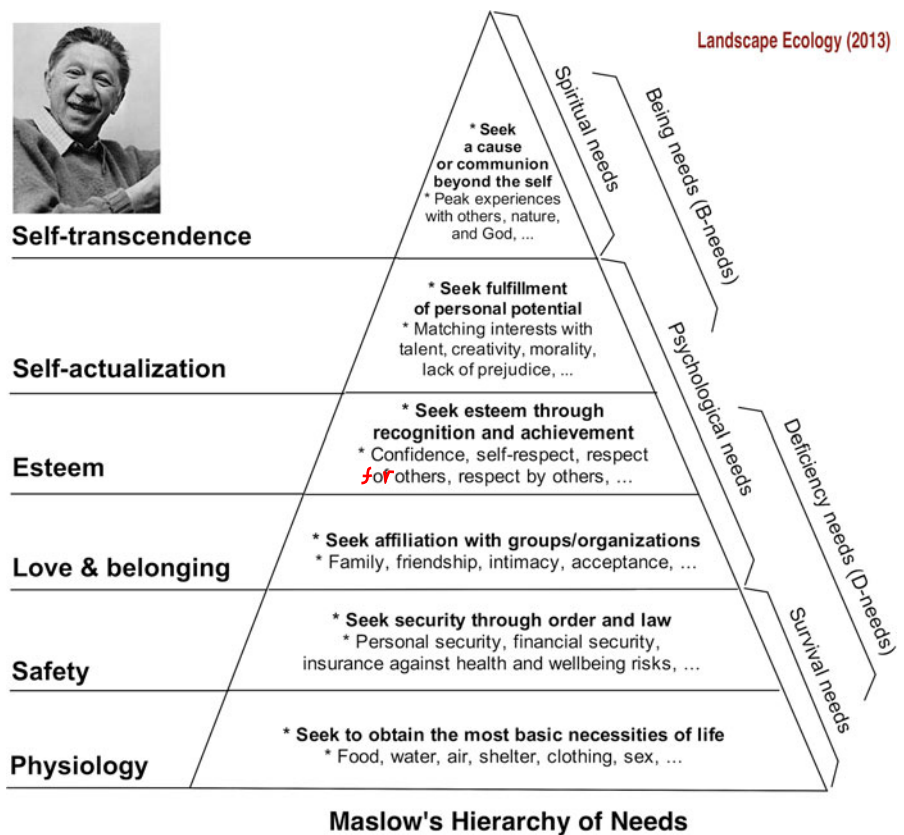 Landscape Ecology (2013)
* Seek
a cause
or communion
beyond the self
* Peak experiences
with others, nature,
and God, ...
Self-transcendence
Spiritual needs
Being needs (B-needs)
* Seek fulfillment
of personal potential
* Matching interests with
talent, creativity, morality,
lack of prejudice, ...
Self-actualization
Psychological needs
* Seek esteem through
recognition and achievement
* Confidence, self-respect, respect
for others, respect by others, ...
Esteem
Deficiency needs (D-needs)
* Seek affiliation with groups/organizations
* Family, friendship, intimacy, acceptance, ...
Love & belonging
* Seek security through order and law
* Personal security, financial security,
insurance against health and wellbeing risks, ...
Safety
Survival needs
* Seek to obtain the most basic necessities of life
* Food, water, air, shelter, clothing, sex, ...
Physiology
Maslow's Hierarchy of Needs